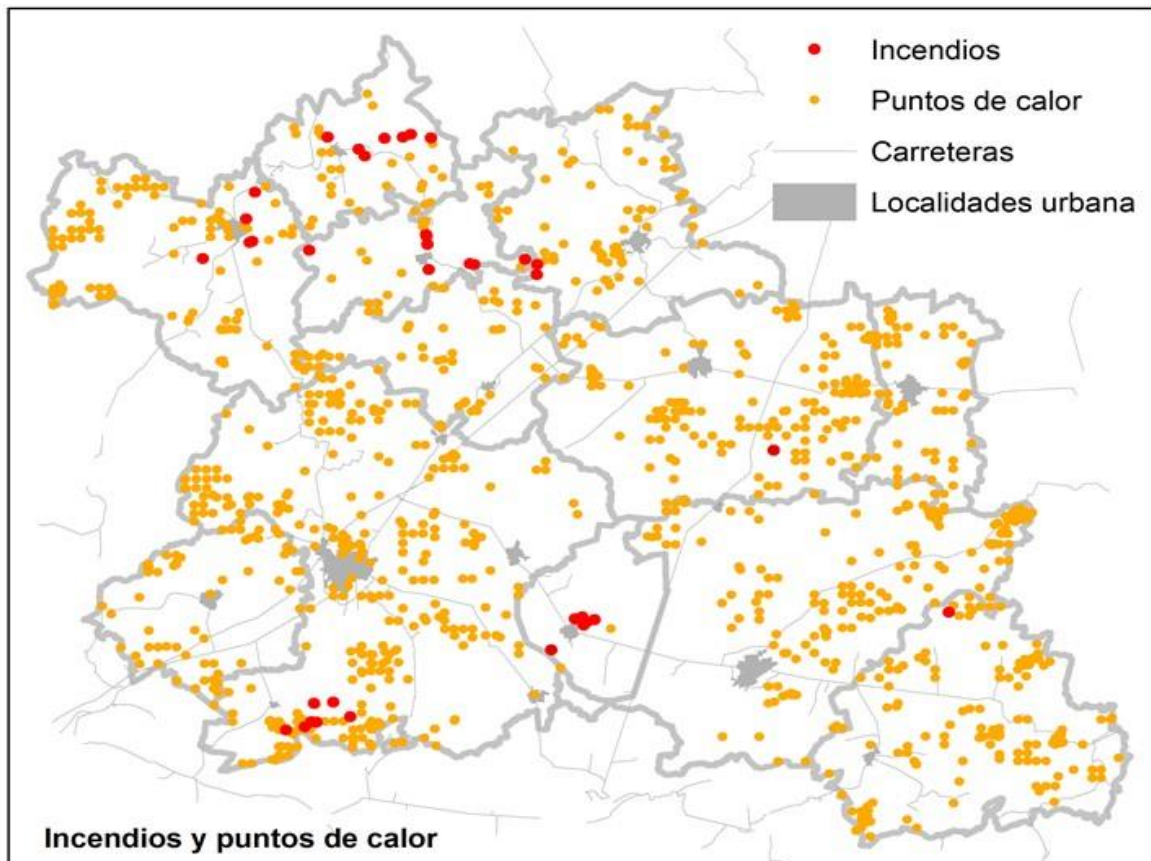 Incendios
Puntos de calor
Carreteras
Localidades urbana
Incendios y puntos de calor